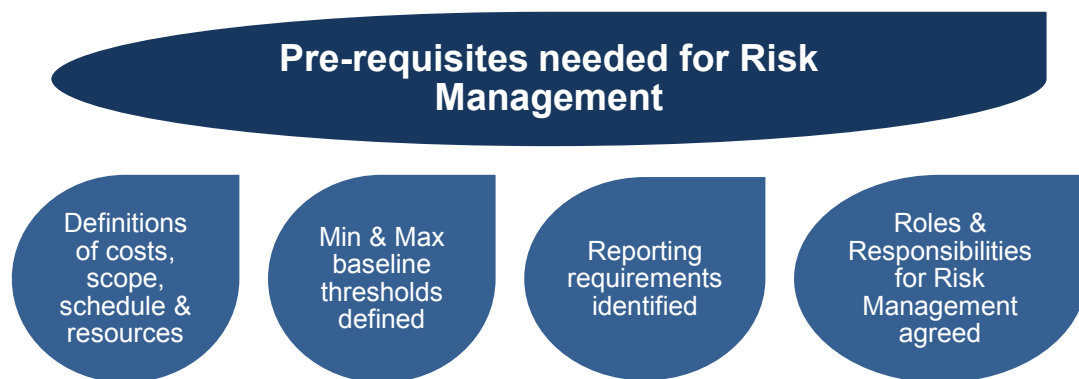 Pre-requisites needed for Risk
Management
Definitions
of costs,
scope,
schedule &
resources
Min & Max
baseline
thresholds
defined
Reporting
requirements
identified
Roles &
Responsibilities
for Risk
Management
agreed